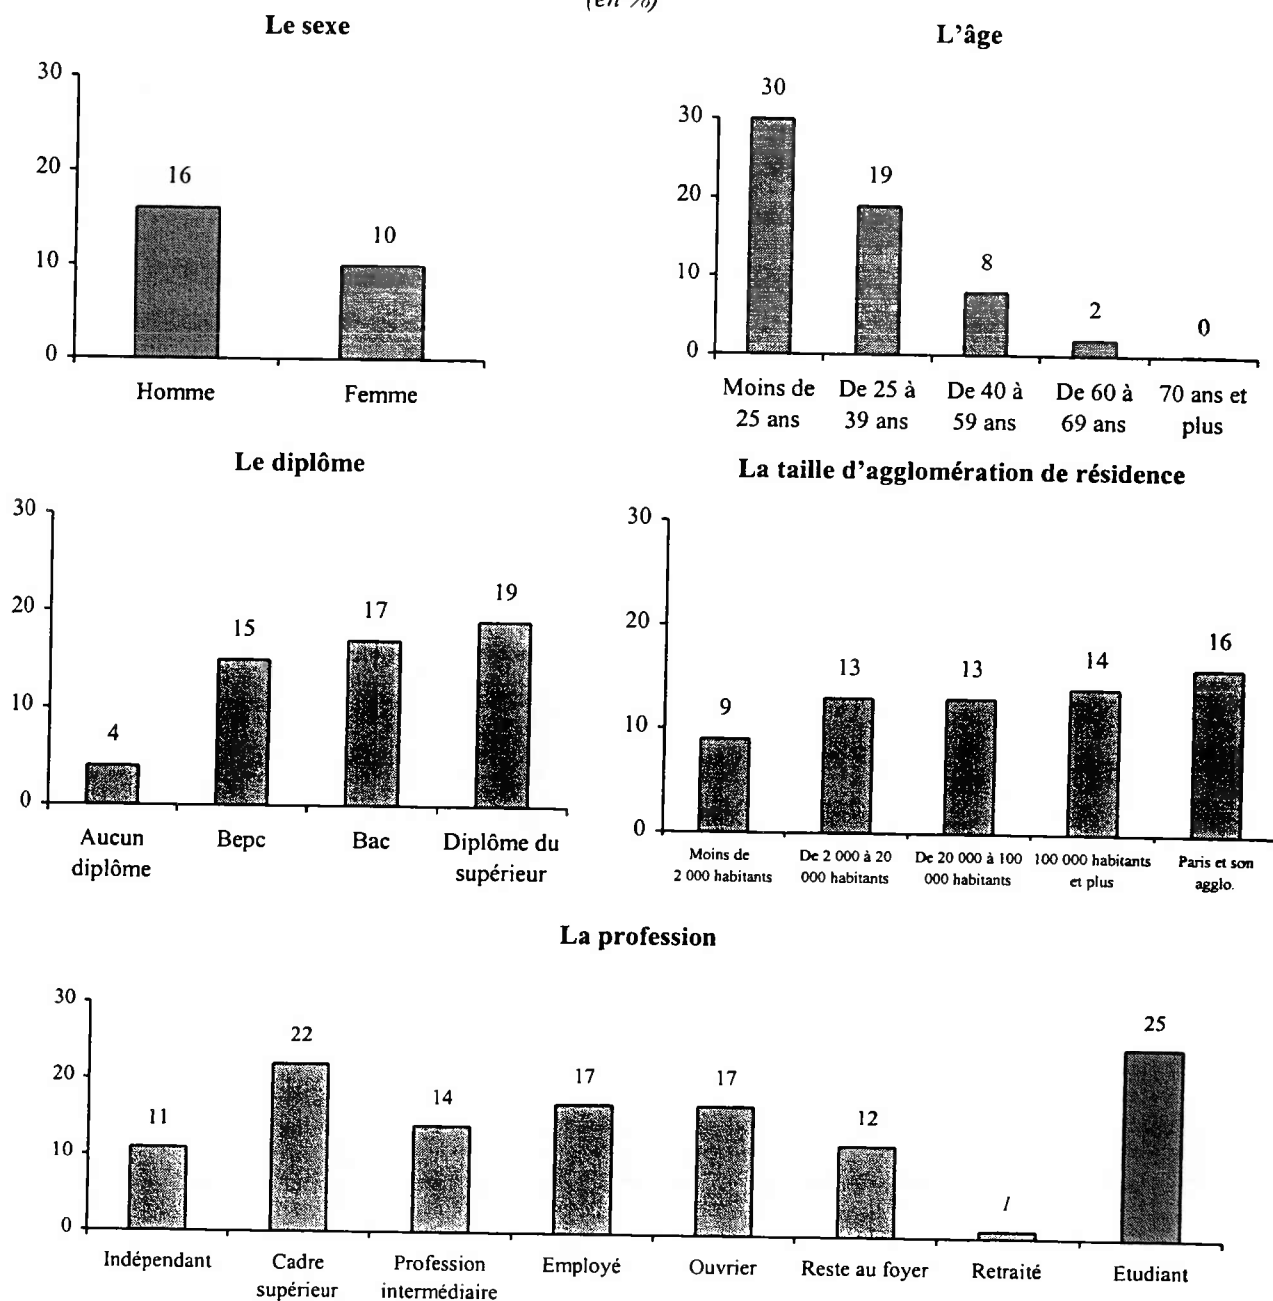 (en %)
Le sexe
30
20
10
0
16
10
Homme
Femme
L'âge
30
20
10
0
30
19
8
2
0
Moins de
25 ans
De 25 à
39 ans
De 40 à
59 ans
De 60 à
69 ans
70 ans et
plus
Le diplôme
30
20
10
0
4
15
17
19
Aucun
diplôme
Bepc
Bac
Diplôme du
supérieur
La taille d'agglomération de résidence
30
20
10
0
9
13
13
14
16
Moins de
2 000 habitants
De 2 000 à 20
000 habitants
De 20 000 à 100
000 habitants
100 000 habitants
et plus
Paris et son
agglo.
La profession
30
20
10
0
11
22
14
17
17
12
1
25
Indépendant
Cadre
supérieur
Profession
intermédiaire
Employé
Ouvrier
Reste au foyer
Retraité
Etudiant